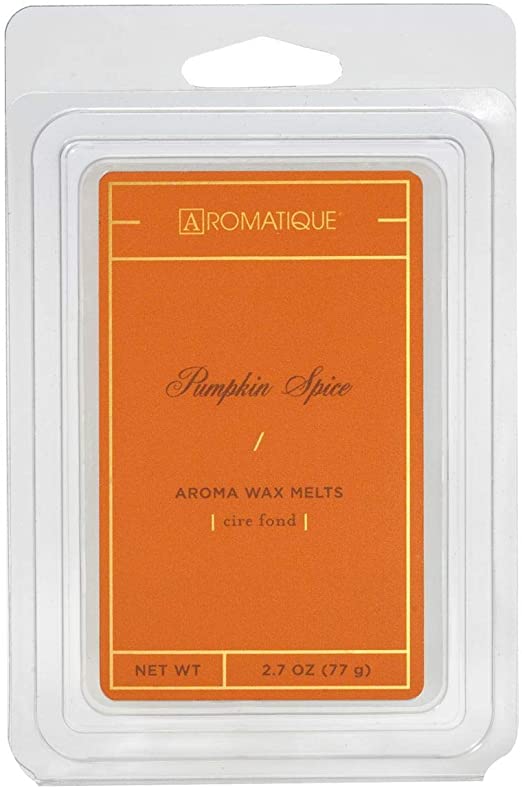 AROMATIQUE®
Pumpkin Spice
/
AROMA WAX MELTS
| cire fond |
NET WT 2.7 OZ (77 g)